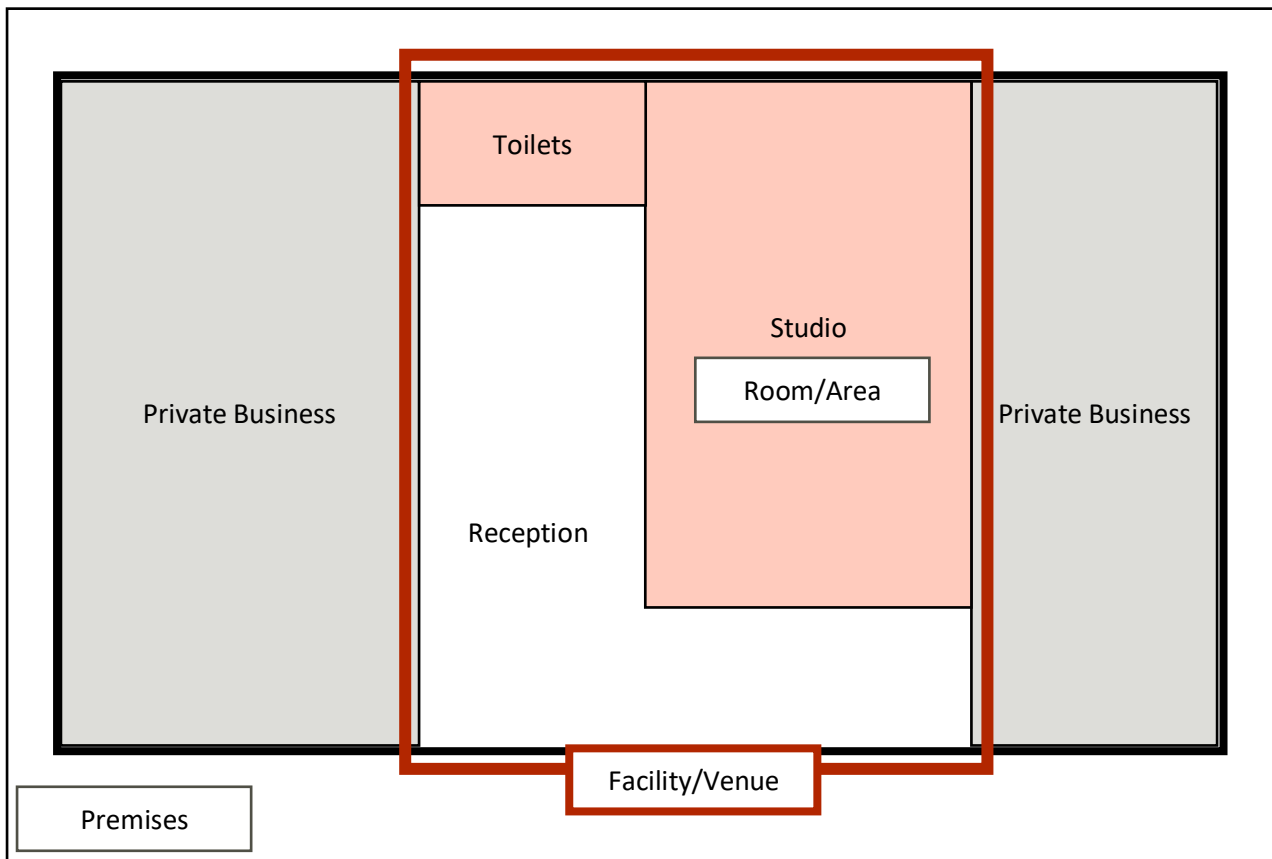 Toilets
Studio
Room/Area
Private Business
Private Business
Reception
Facility/Venue
Premises